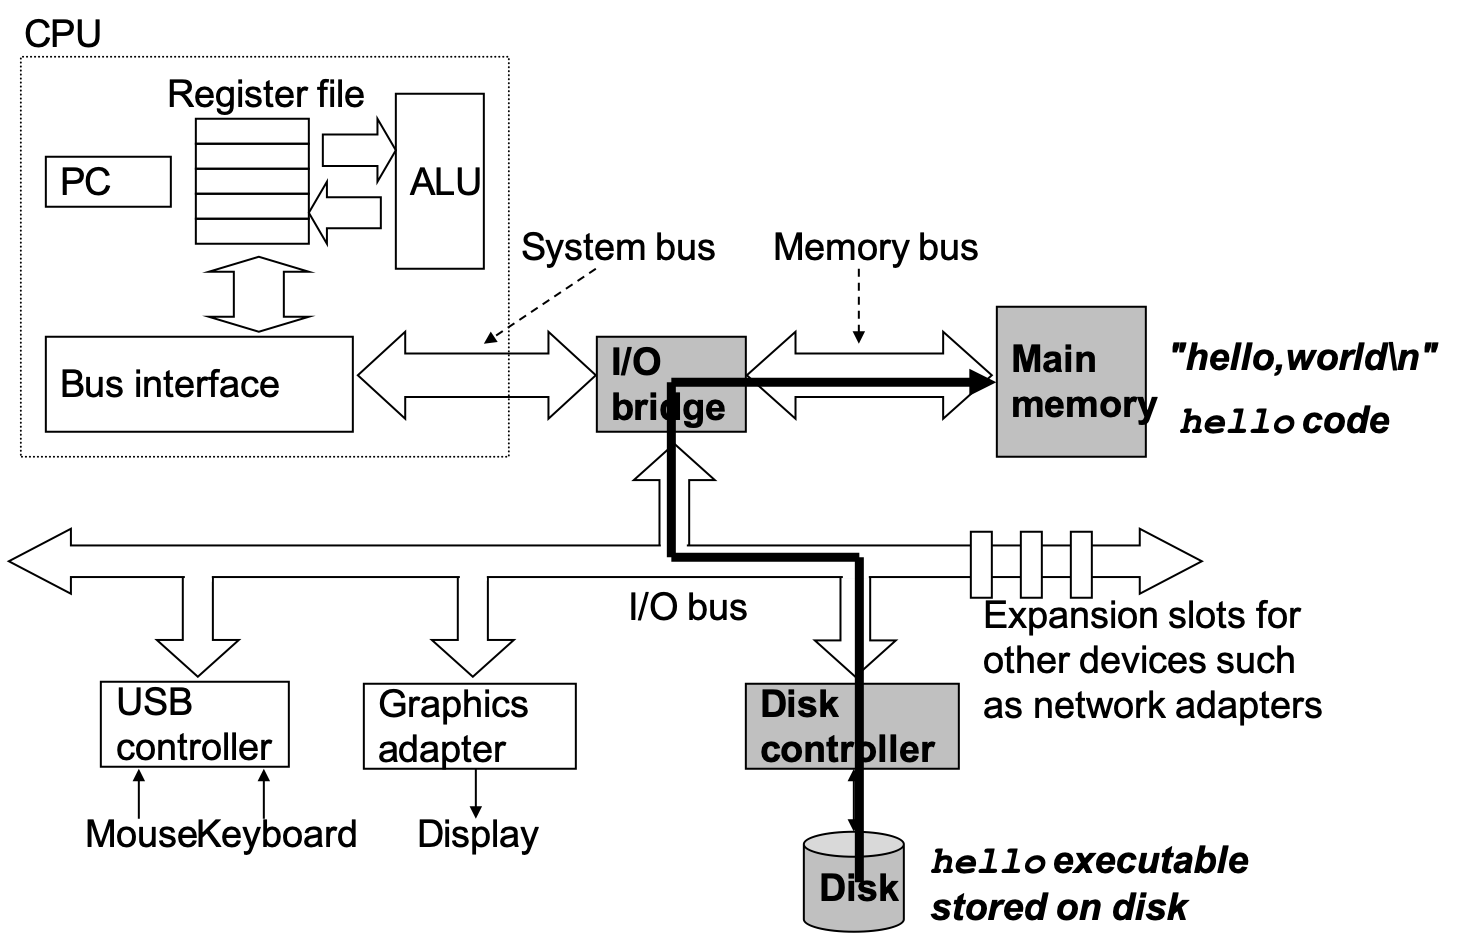 CPU
Register file
PC
ALU
System bus
Memory bus
Bus interface
I/O
bridge
Main
memory
"hello,world\n"
hello code
I/O bus
Expansion slots for
other devices such
as network adapters
USB
controller
Graphics
adapter
Disk
controller
Mouse
Keyboard
Display
Disk
hello executable
stored on disk